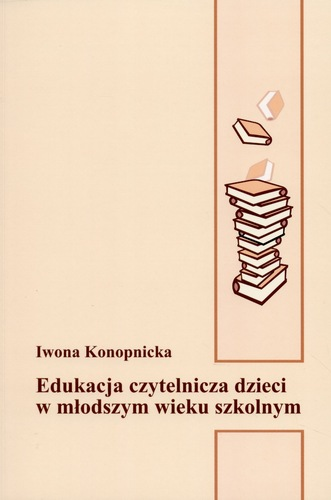 Iwona Konopnicka
Edukacja czytelnicza dzieci
w młodszym wieku szkolnym